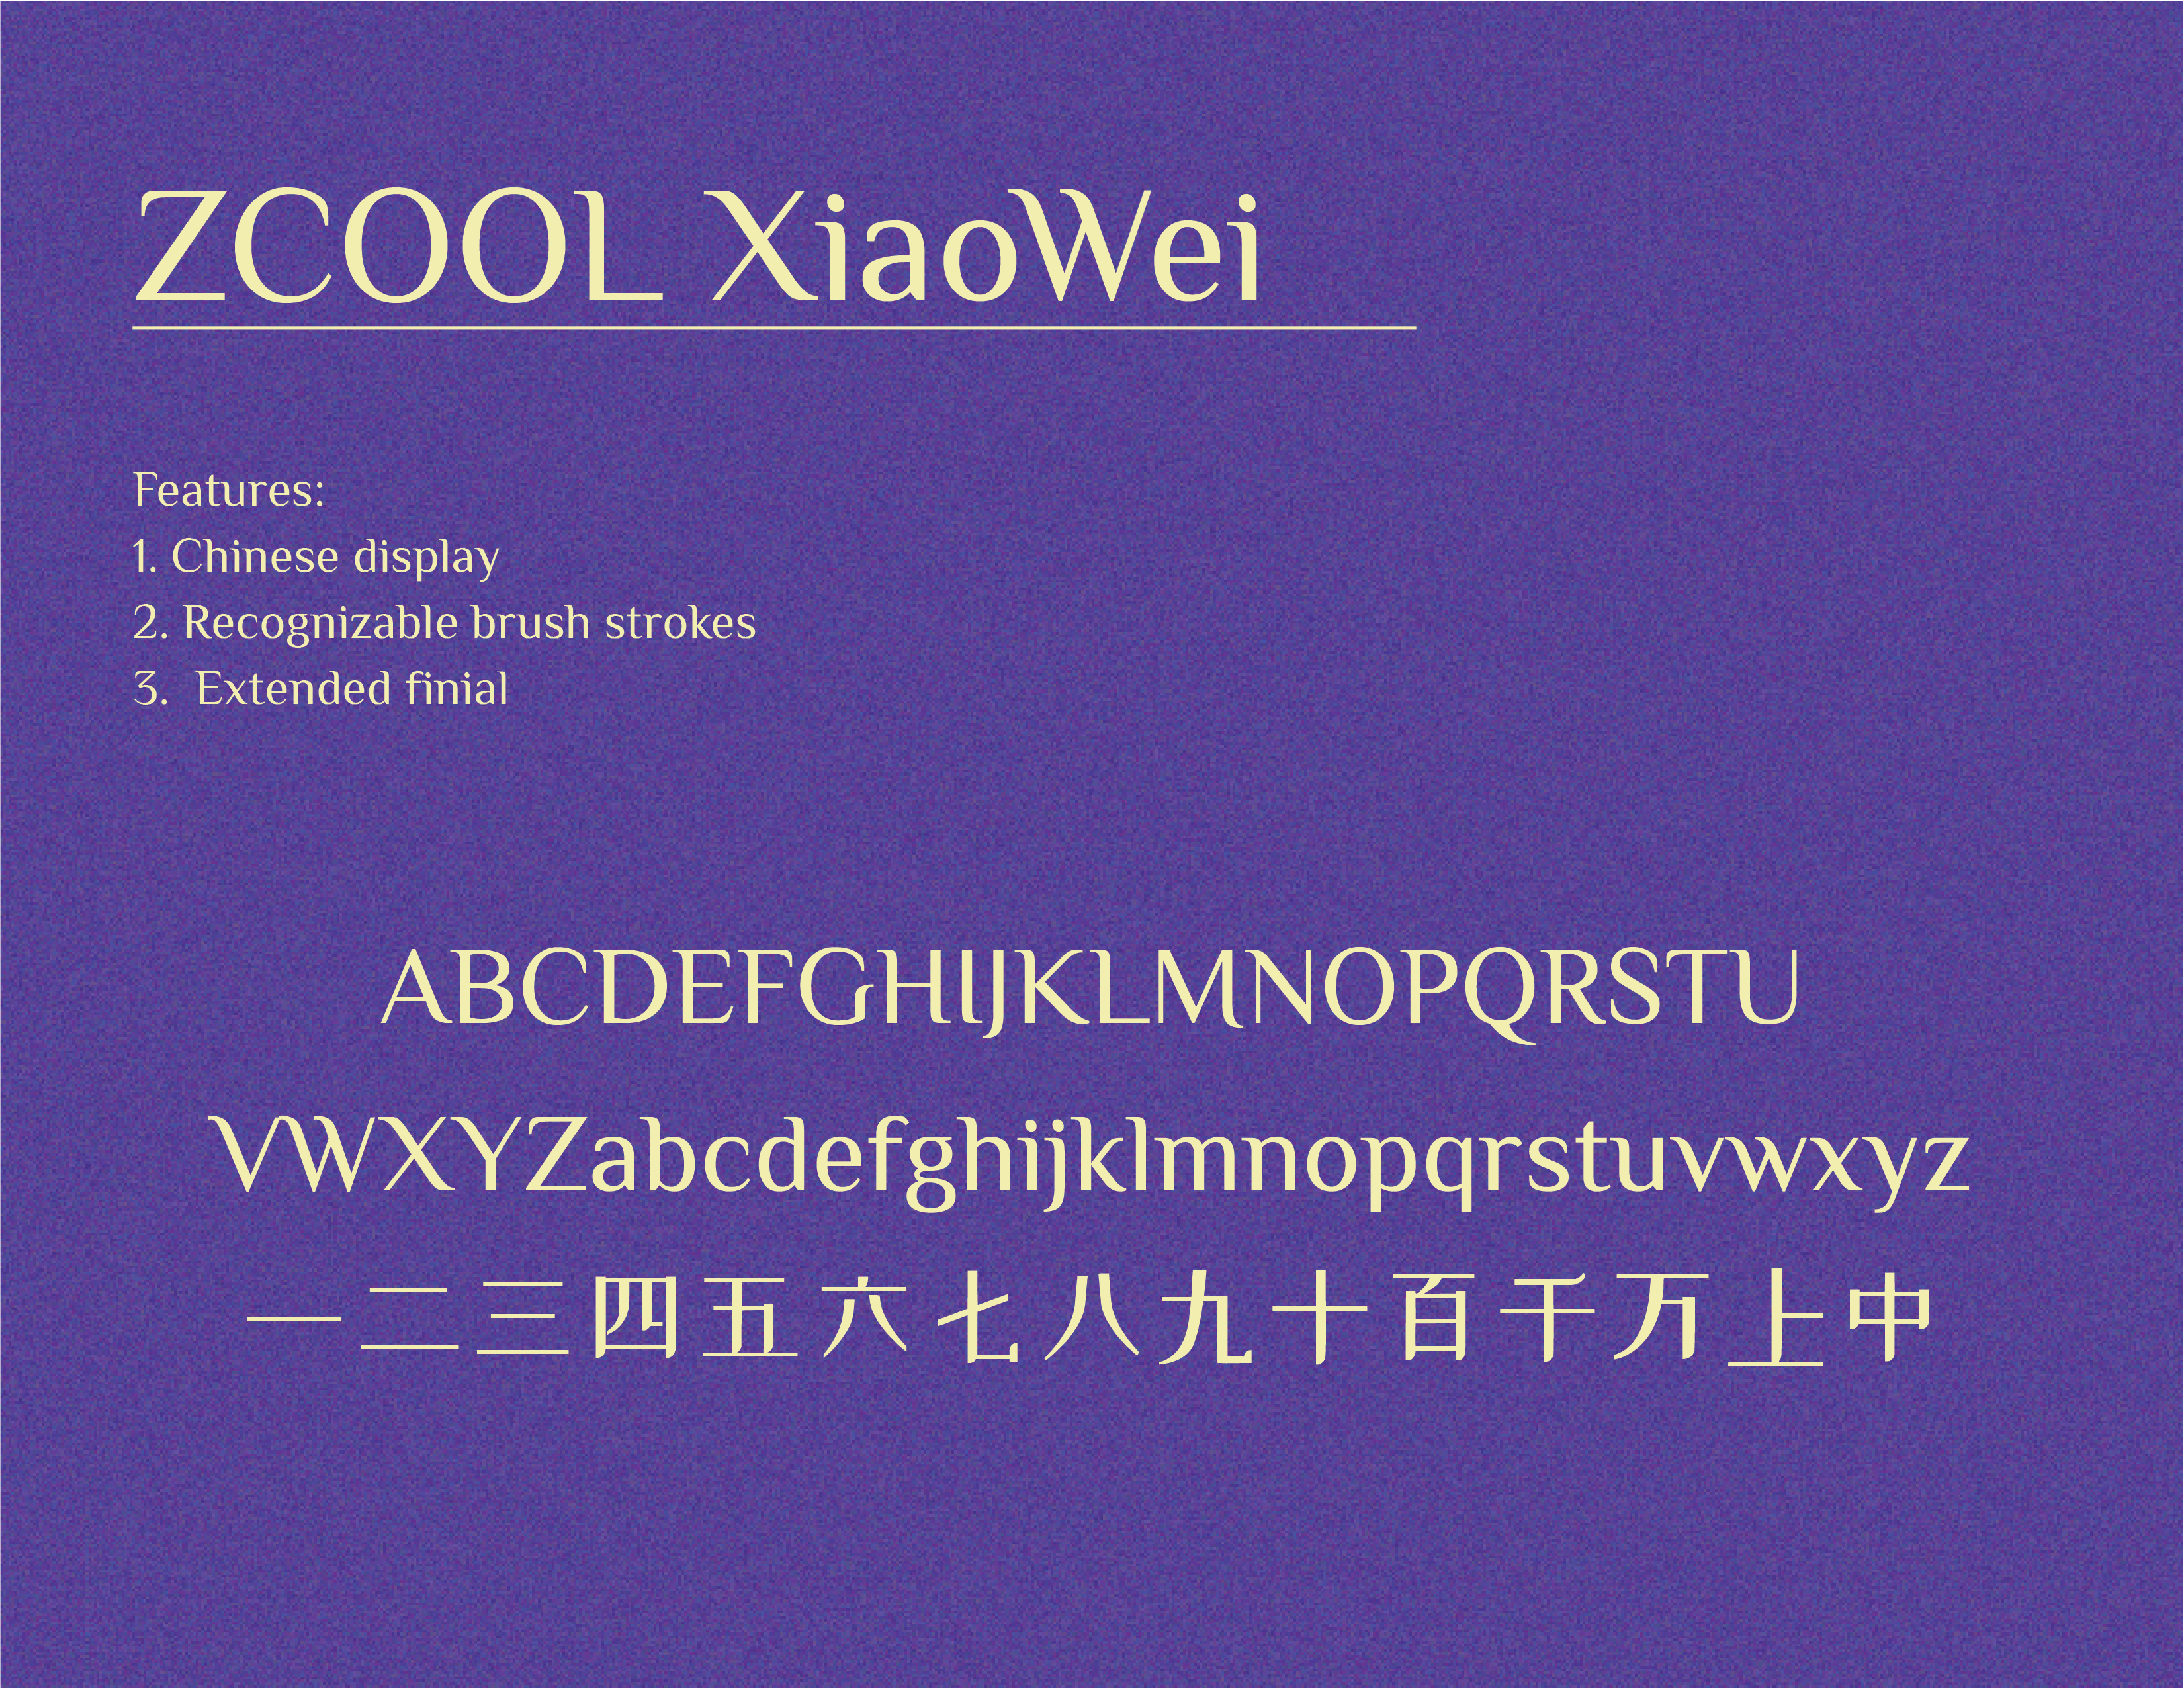 ZCOOL XiaoWei
Features:
1. Chinese display
2. Recognizable brush strokes
3.  Extended finial
ABCDEFGHIJKLMNOPQRSTU
VWXYZabcdefghijklmnopqrstuvwxyz
一二三四五六七八九十百千万上中